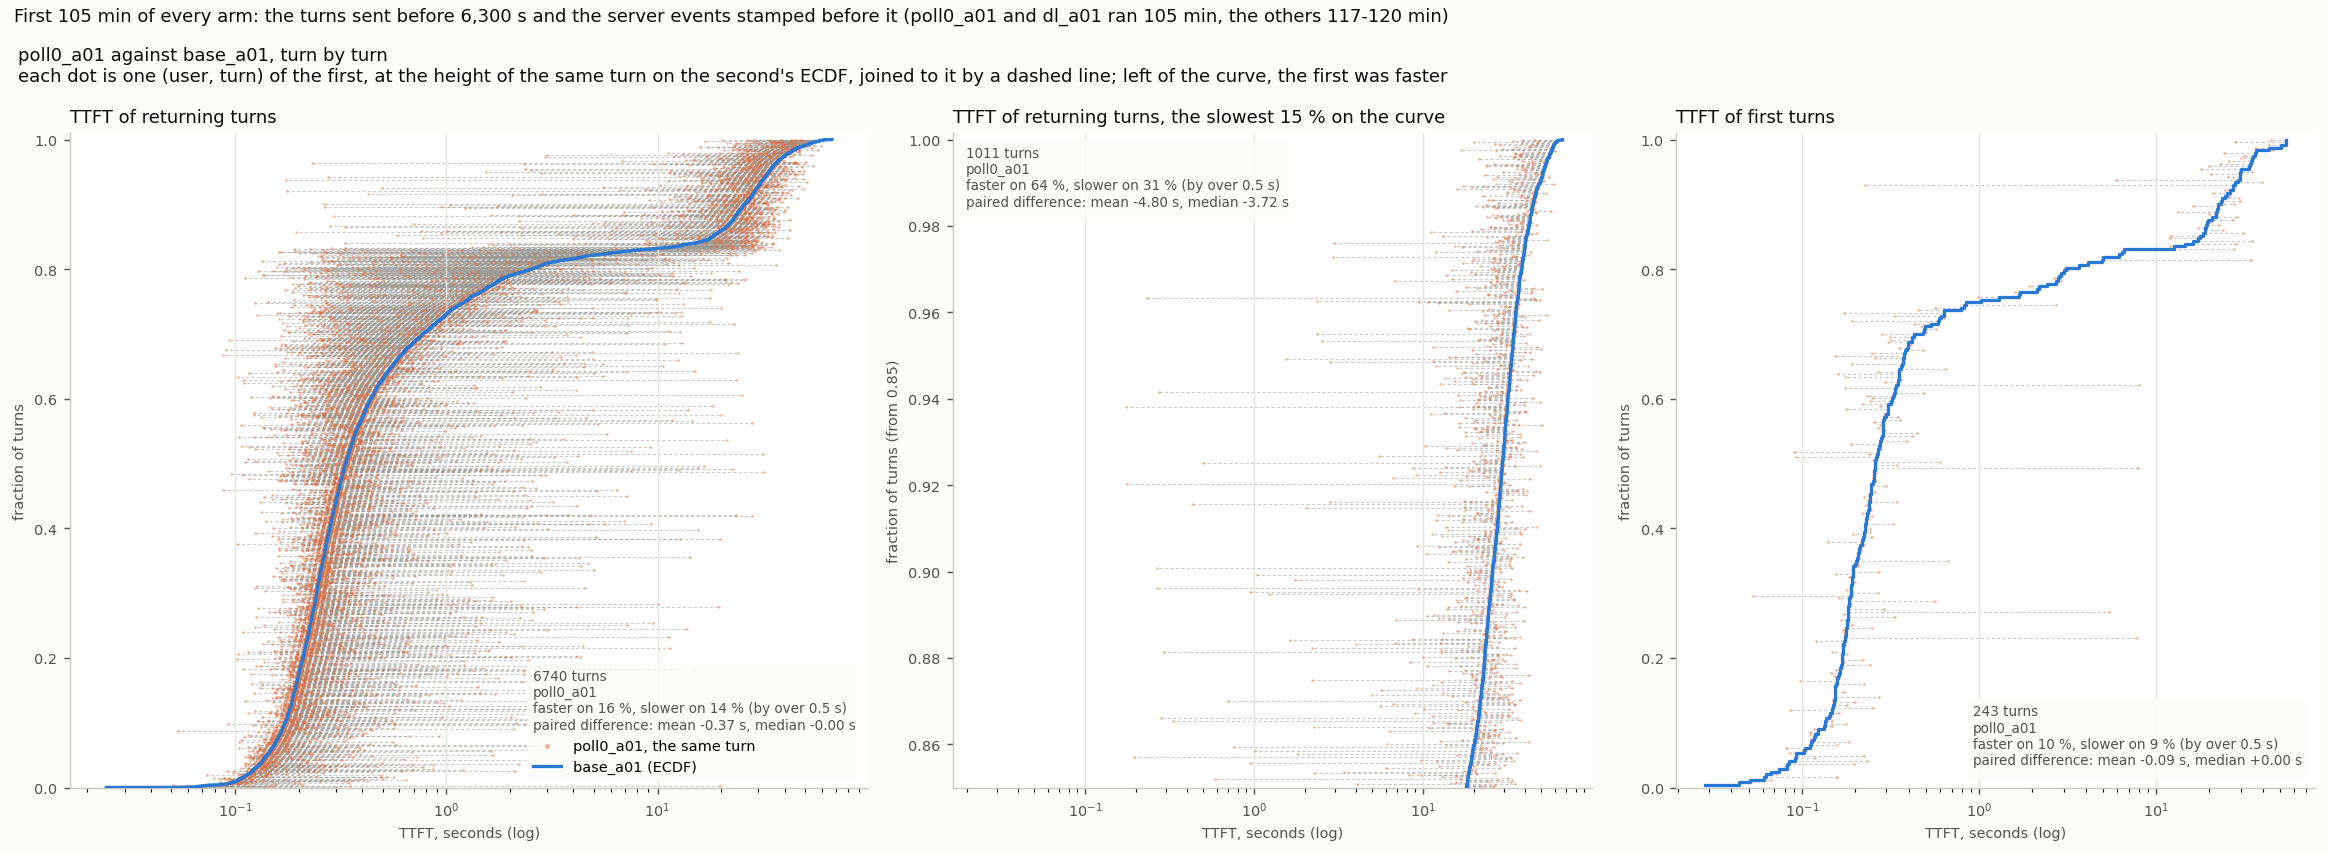 First 105 min of every arm: the turns sent before 6,300 s and the server events stamped before it (poll0_a01 and dl_a01 ran 105 min, the others 117-120 min)
poll0_a01 against base_a01, turn by turn
each dot is one (user, turn) of the first, at the height of the same turn on the second's ECDF, joined to it by a dashed line; left of the curve, the first was faster
TTFT of returning turns
1.0
0.8
0.6
0.4
0.2
0.0
fraction of turns
6740 turns
poll0_a01
faster on 16 %, slower on 14 % (by over 0.5 s)
paired difference: mean -0.37 s, median -0.00 s
poll0_a01, the same turn
base_a01 (ECDF)
10⁻¹
10⁰
10¹
TTFT, seconds (log)
TTFT of returning turns, the slowest 15 % on the curve
1011 turns
poll0_a01
faster on 64 %, slower on 31 % (by over 0.5 s)
paired difference: mean -4.80 s, median -3.72 s
1.00
0.98
0.96
0.94
0.92
0.90
0.88
0.86
fraction of turns (from 0.85)
10⁻¹
10⁰
10¹
TTFT, seconds (log)
TTFT of first turns
1.0
0.8
0.6
0.4
0.2
0.0
fraction of turns
243 turns
poll0_a01
faster on 10 %, slower on 9 % (by over 0.5 s)
paired difference: mean -0.09 s, median +0.00 s
10⁻¹
10⁰
10¹
TTFT, seconds (log)